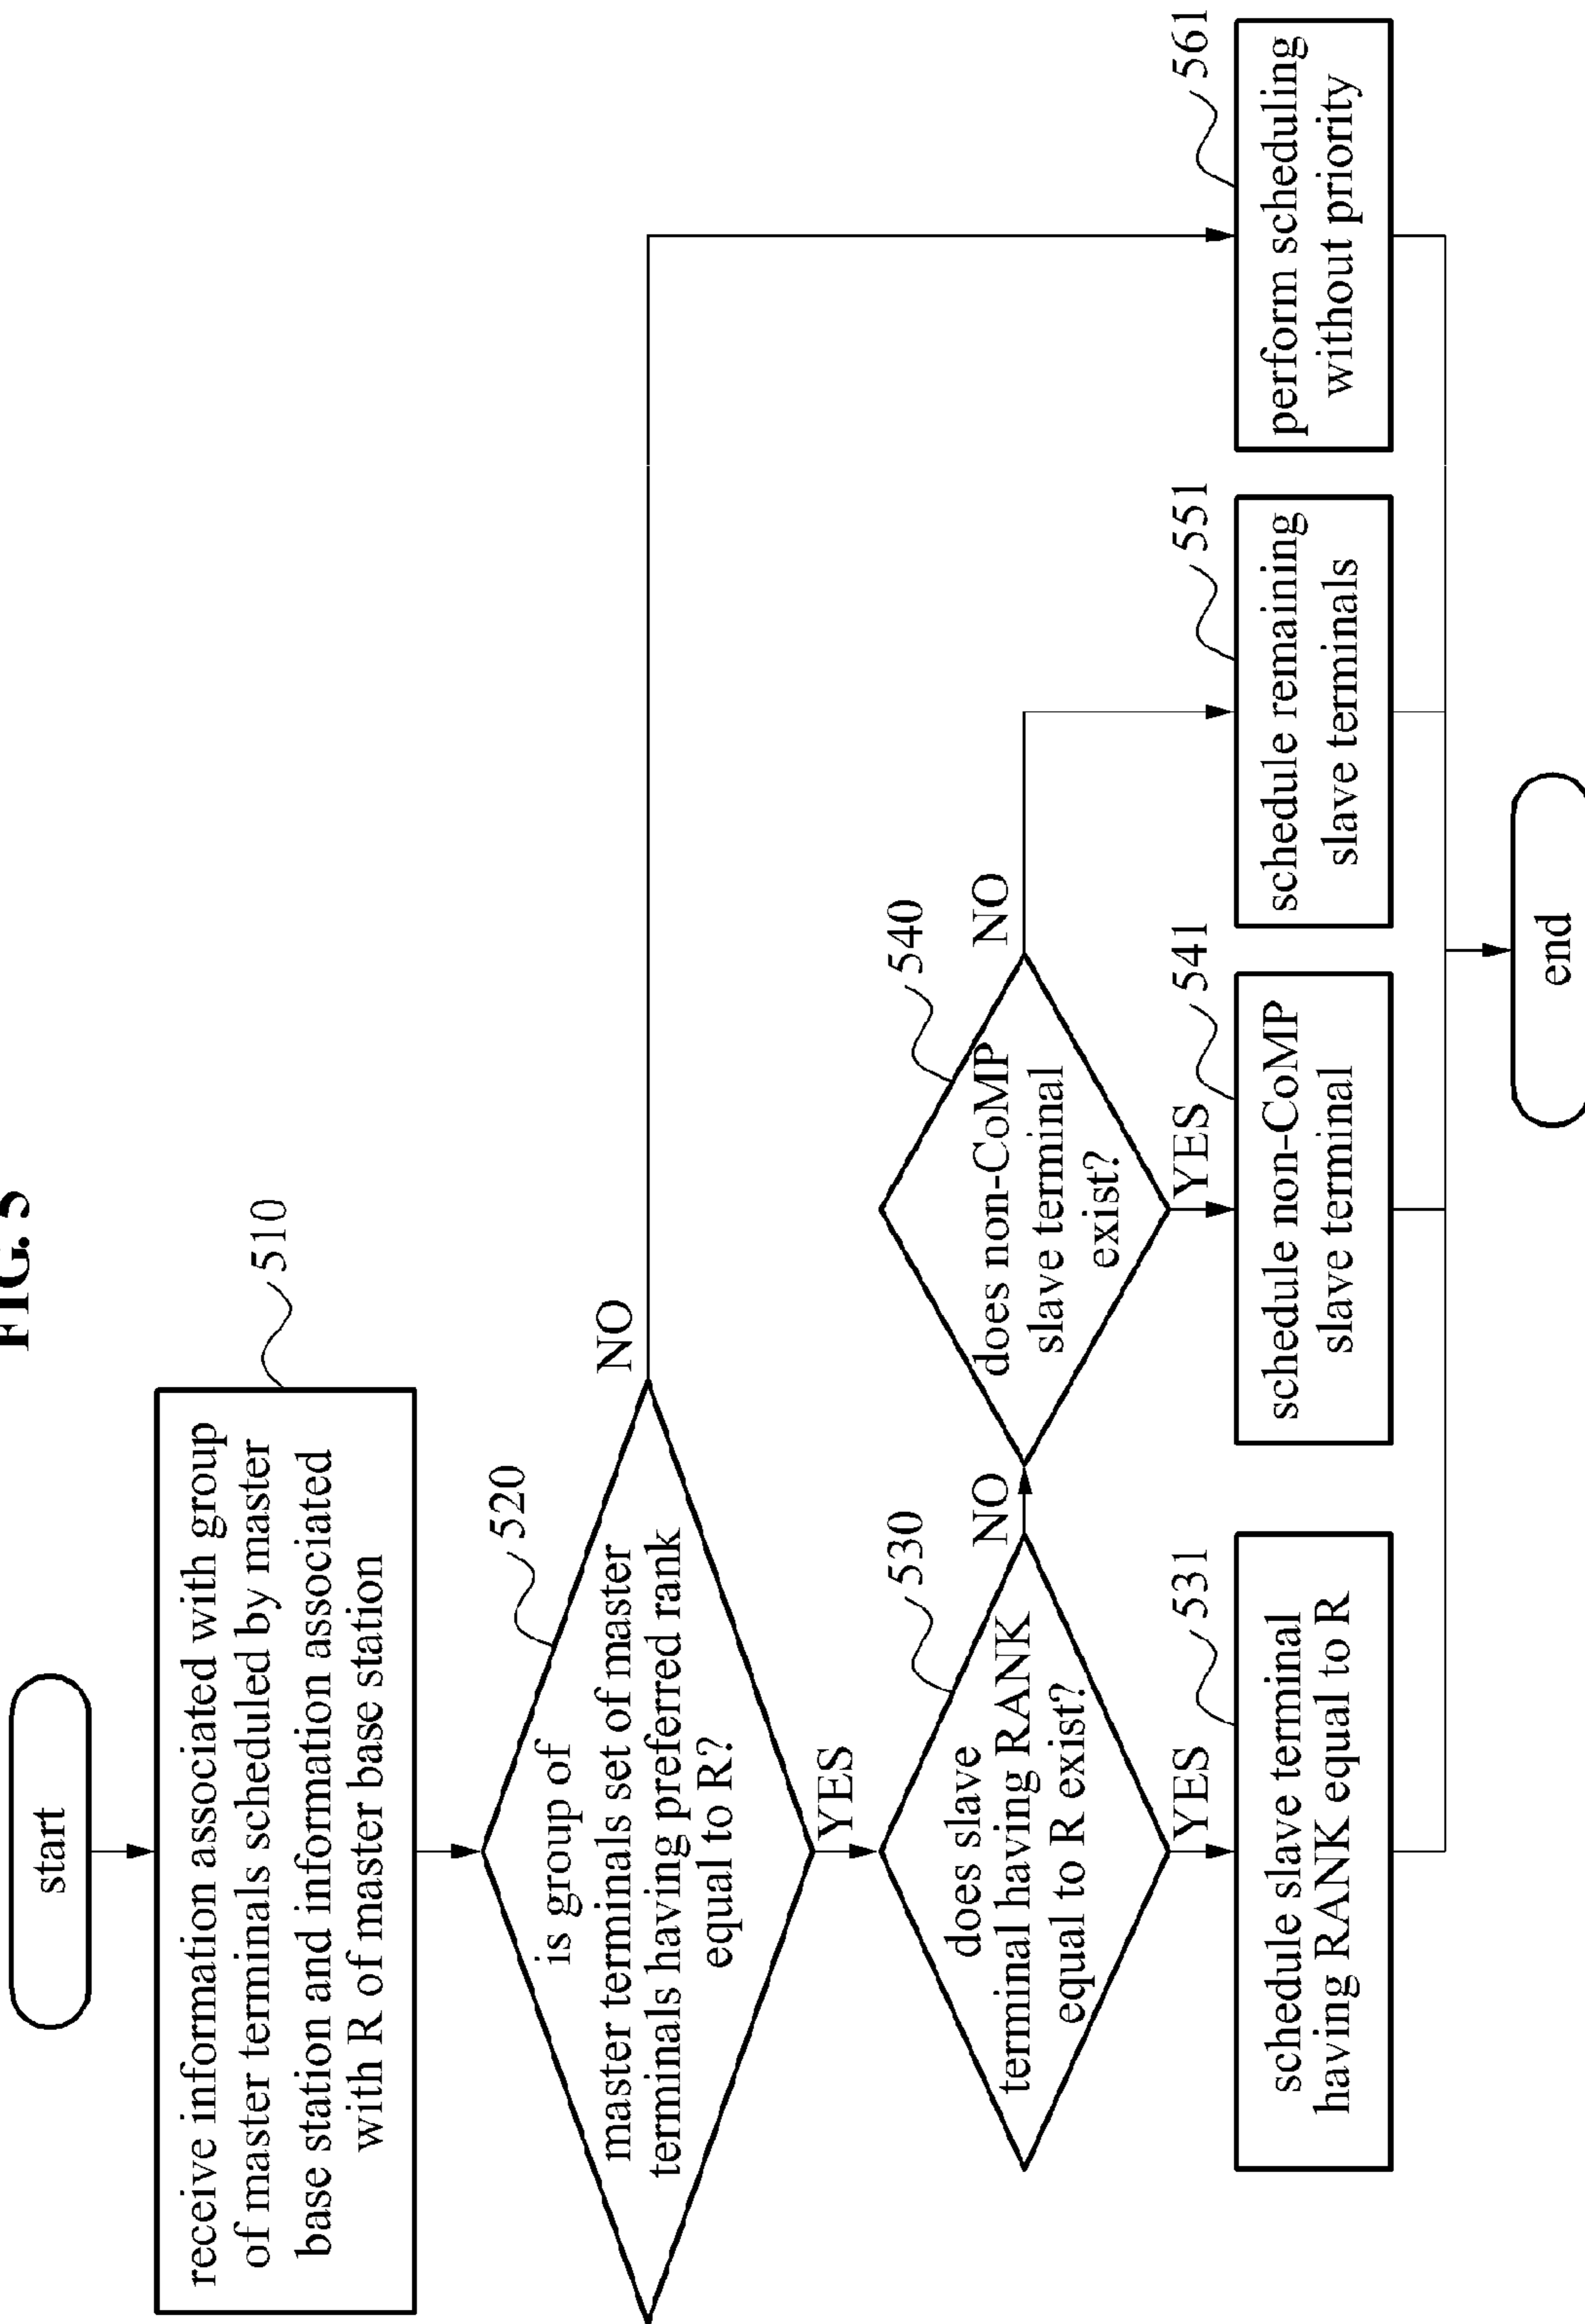 FIG. 5
start
510
receive information associated with group
of master terminals scheduled by master
base station and information associated
with R of master base station
520
is group of
master terminals set of master
terminals having preferred rank
equal to R?
NO
YES
530
does slave
terminal having RANK
equal to R exist?
NO
YES
540
does non-CoMP
slave terminal
exist?
NO
YES
531
schedule slave terminal
having RANK equal to R
541
schedule non-CoMP
slave terminal
551
schedule remaining
slave terminals
561
perform scheduling
without priority
end